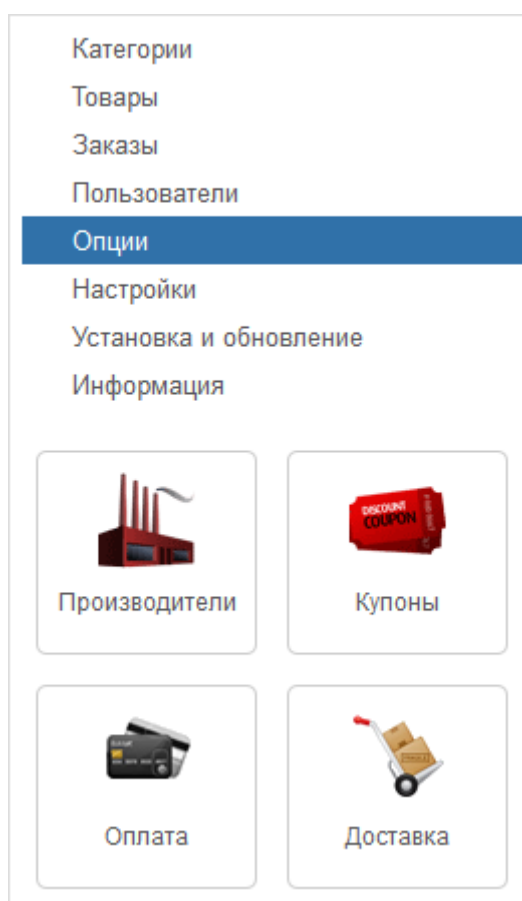 Категории
Товары
Заказы
Пользователи
Опции
Настройки
Установка и обновление
Информация
DISCOUNT
COUPON
Производители
Купоны
Оплата
Доставка